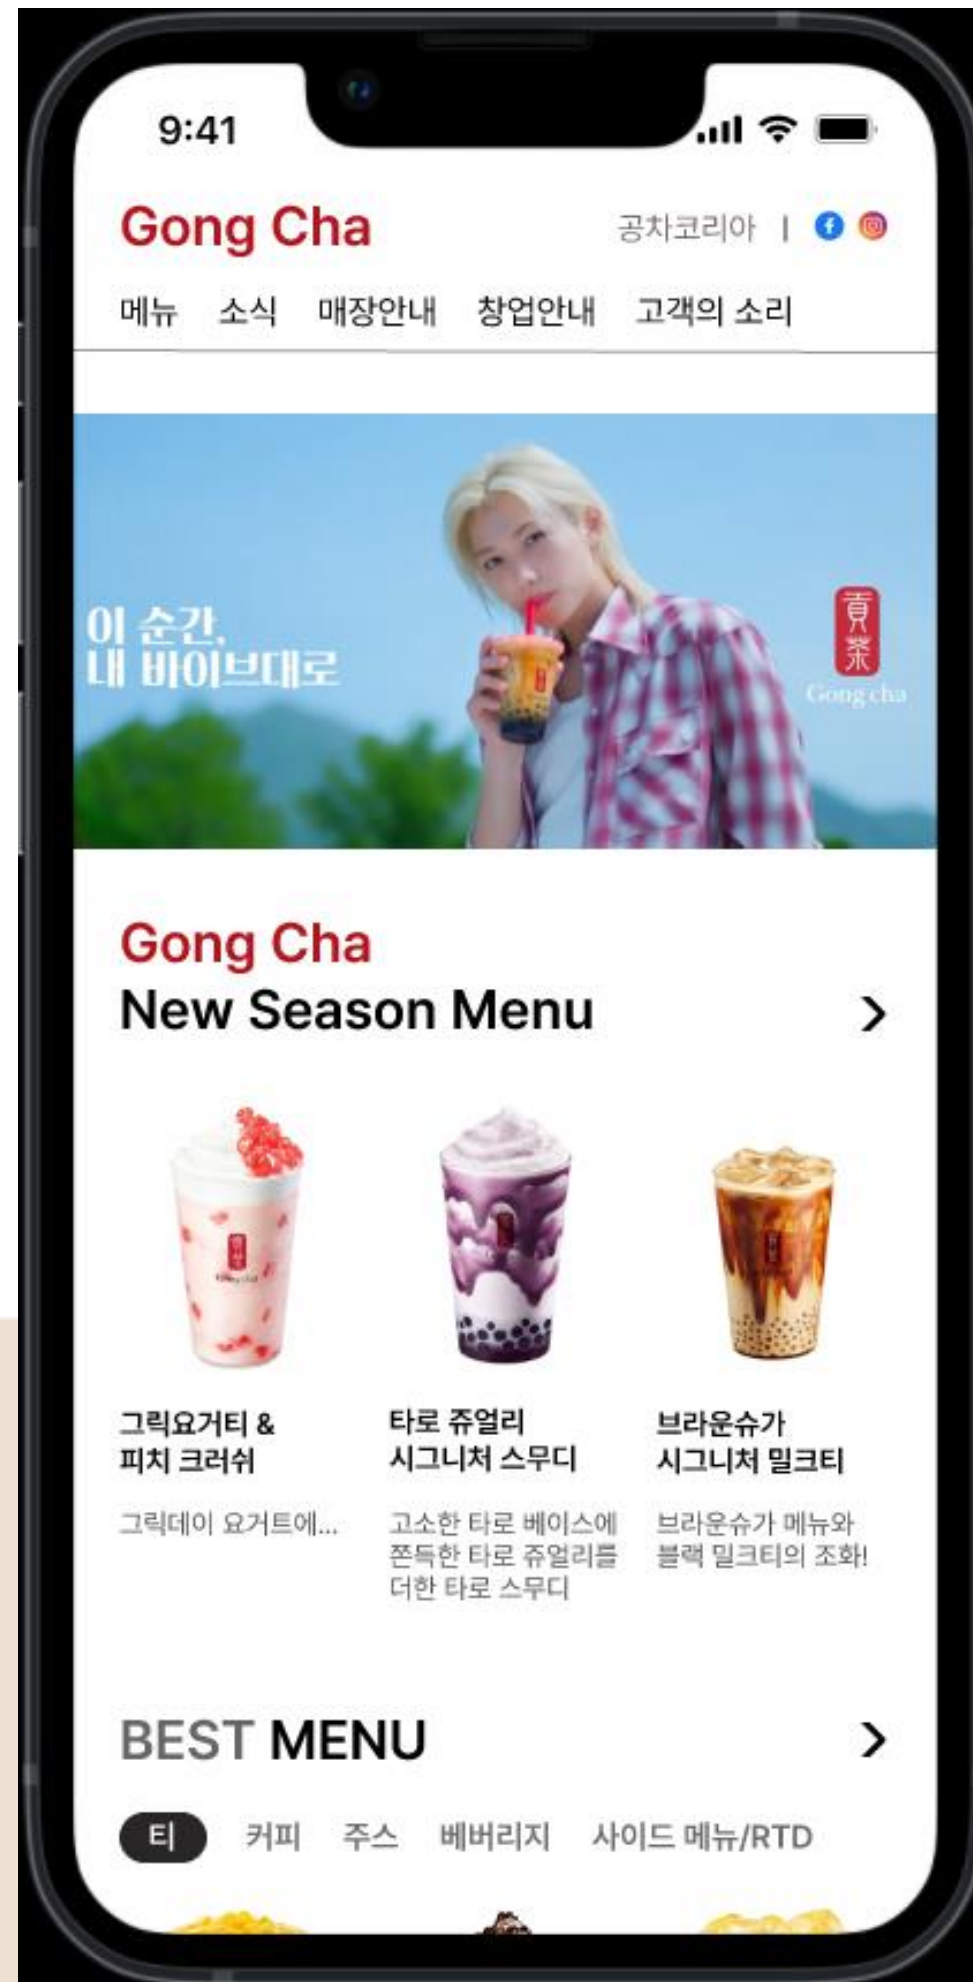 9:41
Gong Cha
공차코리아 |
메뉴 소식 매장안내 창업안내 고객의 소리
이 순간,
내 바이브대로
貢茶
Gong cha
Gong Cha
New Season Menu
그릭요거티 &
피치 크러쉬
그릭데이 요거트에...
타로 쥬얼리
시그니처 스무디
고소한 타로 베이스에
쫀득한 타로 쥬얼리를
더한 타로 스무디
브라운슈가
시그니처 밀크티
브라운슈가 메뉴와
블랙 밀크티의 조화!
BEST MENU
티 커피 주스 베버리지 사이드 메뉴/RTD